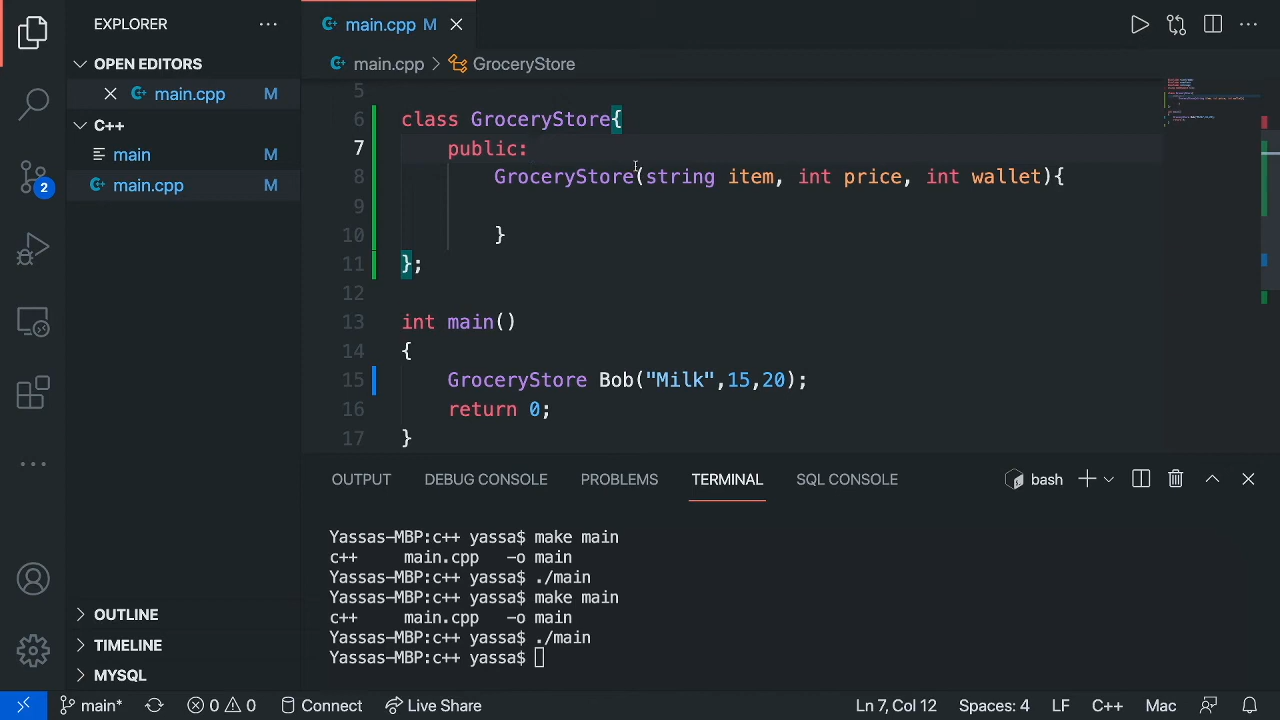 EXPLORER
main.cpp M
OPEN EDITORS
main.cpp > GroceryStore
main.cpp M
C++
main
main.cpp
2
5
6 class GroceryStore{
7 public:
8 GroceryStore(string item, int price, int wallet){
9
10 }
11 };
12
13 int main()
14 {
15 GroceryStore Bob("Milk",15,20);
16 return 0;
17 }
OUTPUT DEBUG CONSOLE PROBLEMS TERMINAL SQL CONSOLE bash
Yassas-MBP:c++ yassa$ make main
c++ main.cpp -o main
Yassas-MBP:c++ yassa$ ./main
Yassas-MBP:c++ yassa$ make main
c++ main.cpp -o main
Yassas-MBP:c++ yassa$ ./main
Yassas-MBP:c++ yassa$
OUTLINE
TIMELINE
MYSQL
main* 0 0 Connect Live Share Ln 7, Col 12 Spaces: 4 LF C++ Mac